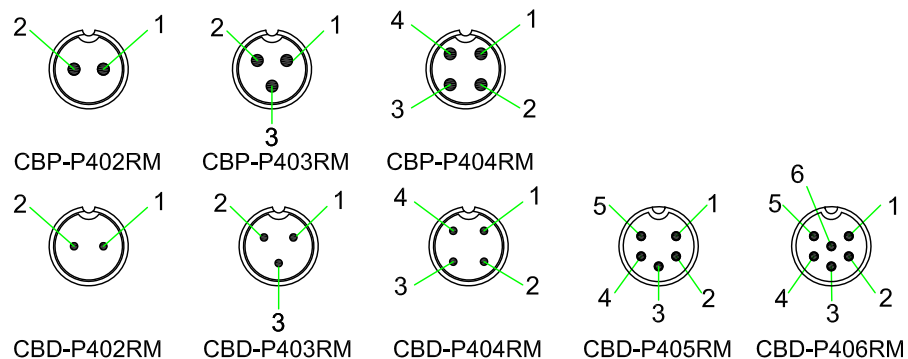 2 1 2 1 4 1
3 2
3
CBP-P402RM CBP-P403RM CBP-P404RM
6
2 1 2 1 4 1 5 1 5 1
3 2 4 2 4 2
3 3 3
CBD-P402RM CBD-P403RM CBD-P404RM CBD-P405RM CBD-P406RM